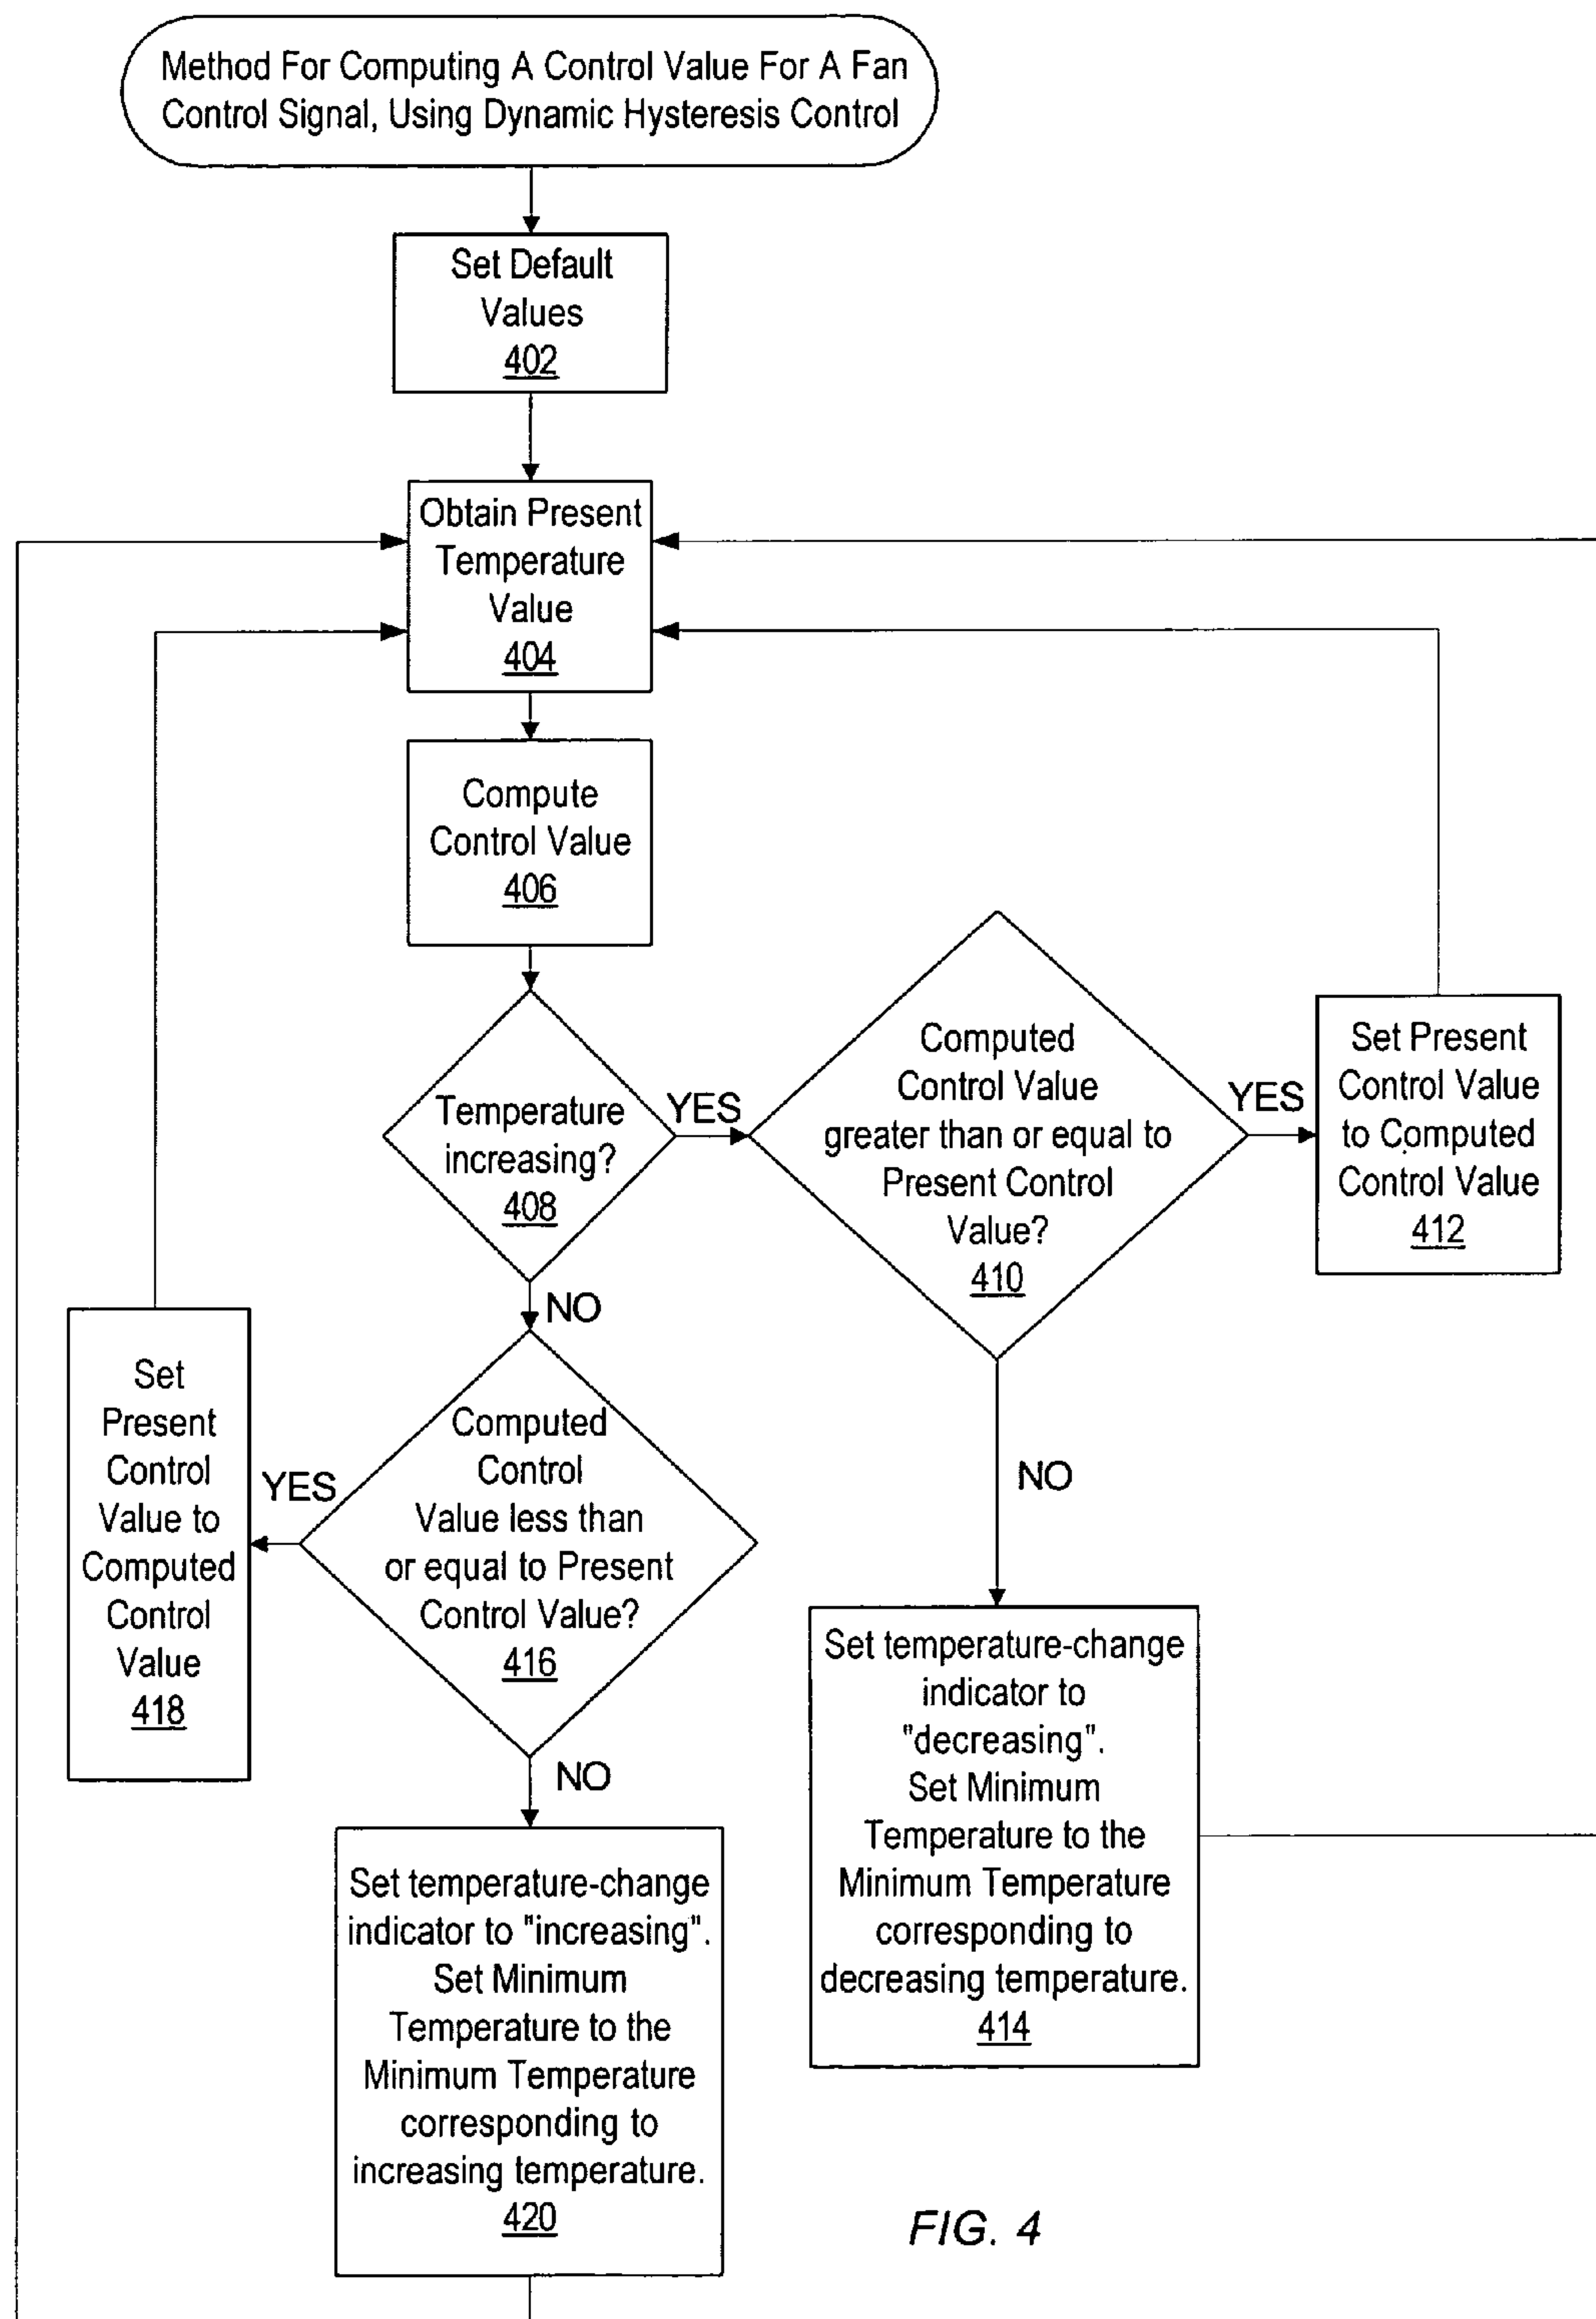 Method For Computing A Control Value For A Fan
Control Signal, Using Dynamic Hysteresis Control
Set Default
Values
402
Obtain Present
Temperature
Value
404
Compute
Control Value
406
Temperature
increasing?
408
YES
Computed
Control Value
greater than or equal to
Present Control
Value?
410
YES
Set Present
Control Value
to Computed
Control Value
412
NO
Set temperature-change
indicator to
"decreasing".
Set Minimum
Temperature to the
Minimum Temperature
corresponding to
decreasing temperature.
414
NO
Computed
Control
Value less than
or equal to Present
Control Value?
416
YES
Set
Present
Control
Value to
Computed
Control
Value
418
NO
Set temperature-change
indicator to "increasing".
Set Minimum
Temperature to the
Minimum Temperature
corresponding to
increasing temperature.
420
FIG. 4